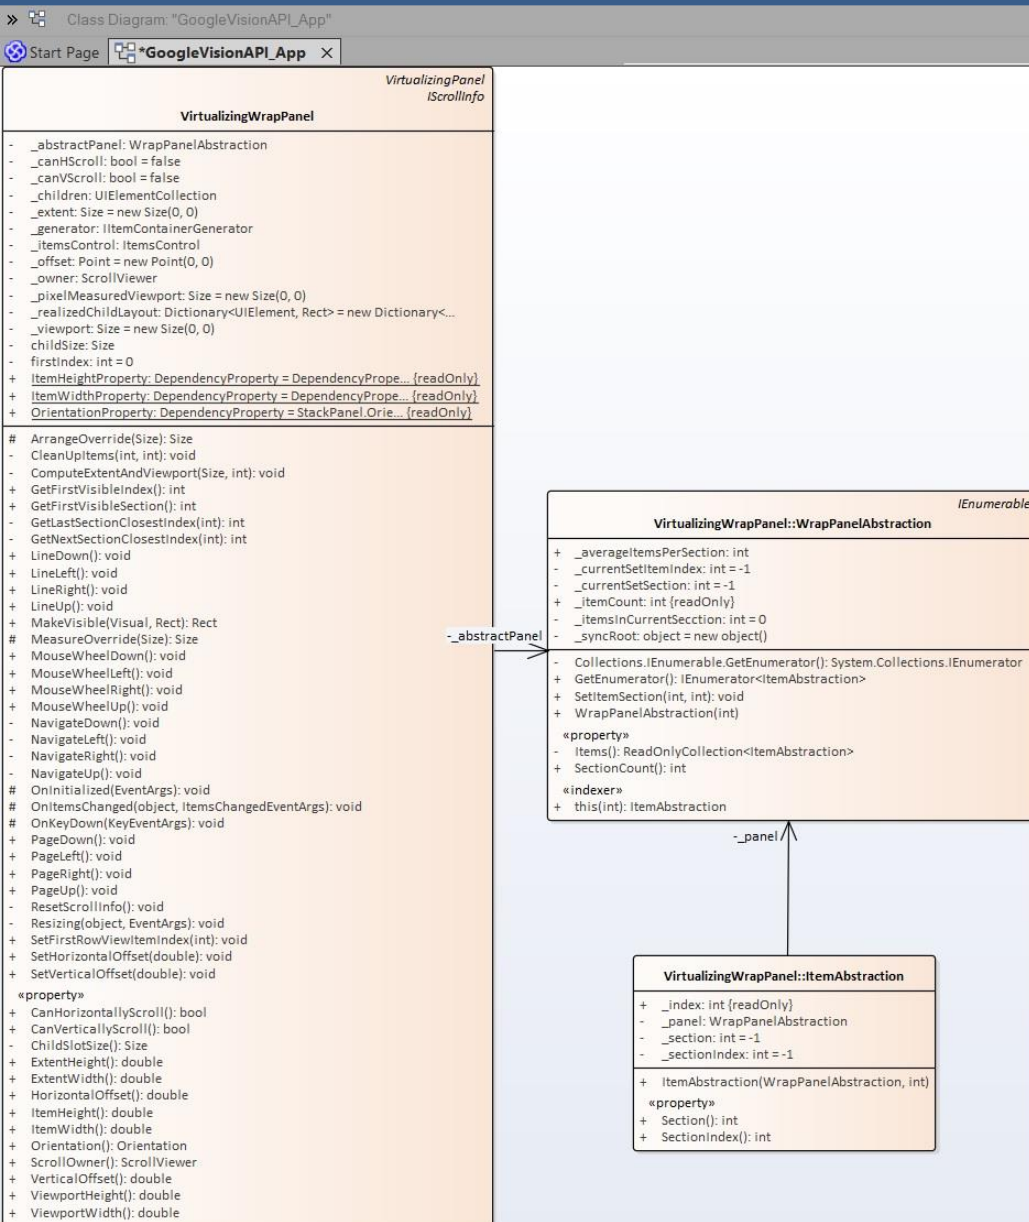 Class Diagram: "GoogleVisionAPI_App"
Start Page
*GoogleVisionAPI_App
VirtualizingPanel
IScrollInfo
VirtualizingWrapPanel
- _abstractPanel: WrapPanelAbstraction
- _canHScroll: bool = false
- _canVScroll: bool = false
- _children: UIElementCollection
- _extent: Size = new Size(0, 0)
- _generator: IItemContainerGenerator
- _itemsControl: ItemsControl
- _offset: Point = new Point(0, 0)
- _owner: ScrollViewer
- _pixelMeasuredViewport: Size = new Size(0, 0)
- _realizedChildLayout: Dictionary<UIElement, Rect> = new Dictionary<...
- _viewport: Size = new Size(0, 0)
- childSize: Size
- firstIndex: int = 0
+ ItemHeightProperty: DependencyProperty = DependencyPrope... {readOnly}
+ ItemWidthProperty: DependencyProperty = DependencyPrope... {readOnly}
+ OrientationProperty: DependencyProperty = StackPanel.Orie... {readOnly}
# ArrangeOverride(Size): Size
- CleanUpItems(int, int): void
- ComputeExtentAndViewport(Size, int): void
+ GetFirstVisibleIndex(): int
+ GetFirstVisibleSection(): int
- GetLastSectionClosestIndex(int): int
- GetNextSectionClosestIndex(int): int
+ LineDown(): void
+ LineLeft(): void
+ LineRight(): void
+ LineUp(): void
+ MakeVisible(Visual, Rect): Rect
# MeasureOverride(Size): Size
+ MouseWheelDown(): void
+ MouseWheelLeft(): void
+ MouseWheelRight(): void
+ MouseWheelUp(): void
- NavigateDown(): void
- NavigateLeft(): void
- NavigateRight(): void
- NavigateUp(): void
# OnInitialized(EventArgs): void
# OnItemsChanged(object, ItemsChangedEventArgs): void
# OnKeyDown(KeyEventArgs): void
+ PageDown(): void
+ PageLeft(): void
+ PageRight(): void
+ PageUp(): void
- ResetScrollInfo(): void
- Resizing(object, EventArgs): void
+ SetFirstRowViewItemIndex(int): void
+ SetHorizontalOffset(double): void
+ SetVerticalOffset(double): void
«property»
+ CanHorizontallyScroll(): bool
+ CanVerticallyScroll(): bool
- ChildSlotSize(): Size
+ ExtentHeight(): double
+ ExtentWidth(): double
+ HorizontalOffset(): double
+ ItemHeight(): double
+ ItemWidth(): double
+ Orientation(): Orientation
+ ScrollOwner(): ScrollViewer
+ VerticalOffset(): double
+ ViewportHeight(): double
+ ViewportWidth(): double
-_abstractPanel
IEnumerable
VirtualizingWrapPanel::WrapPanelAbstraction
+ _averageItemsPerSection: int
- _currentSetItemIndex: int = -1
- _currentSetSection: int = -1
+ _itemCount: int {readOnly}
- _itemsInCurrentSecction: int = 0
- _syncRoot: object = new object()
- Collections.IEnumerable.GetEnumerator(): System.Collections.IEnumerator
+ GetEnumerator(): IEnumerator<ItemAbstraction>
+ SetItemSection(int, int): void
+ WrapPanelAbstraction(int)
«property»
- Items(): ReadOnlyCollection<ItemAbstraction>
+ SectionCount(): int
«indexer»
+ this(int): ItemAbstraction
-_panel
VirtualizingWrapPanel::ItemAbstraction
+ _index: int {readOnly}
- _panel: WrapPanelAbstraction
- _section: int = -1
- _sectionIndex: int = -1
+ ItemAbstraction(WrapPanelAbstraction, int)
«property»
+ Section(): int
+ SectionIndex(): int